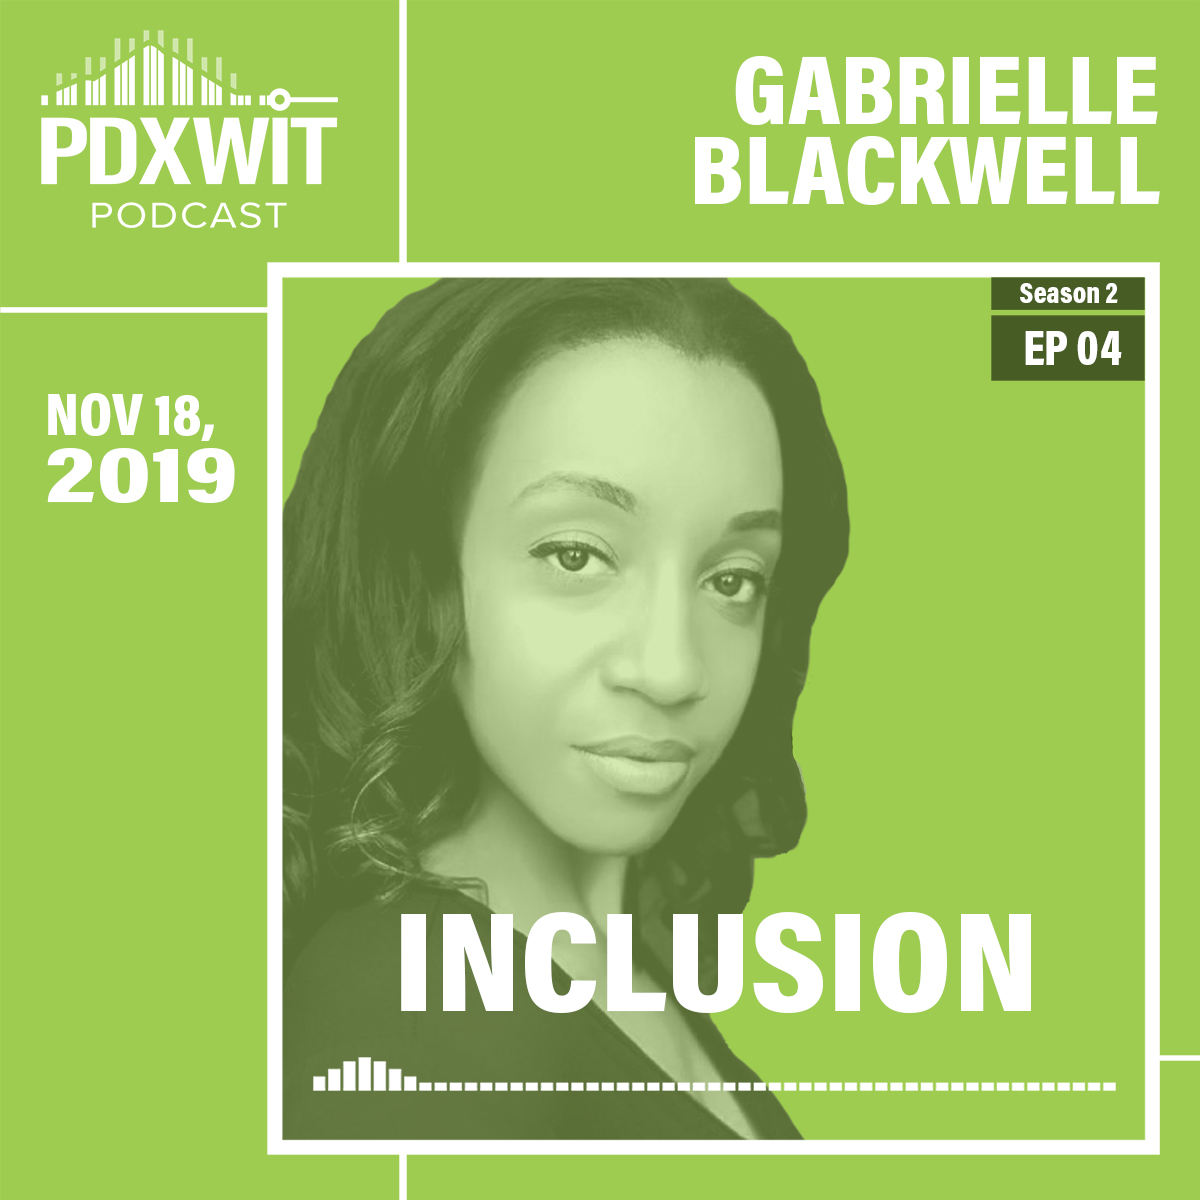 PDXWIT
PODCAST
GABRIELLE
BLACKWELL
Season 2
EP 04
NOV 18,
2019
INCLUSION